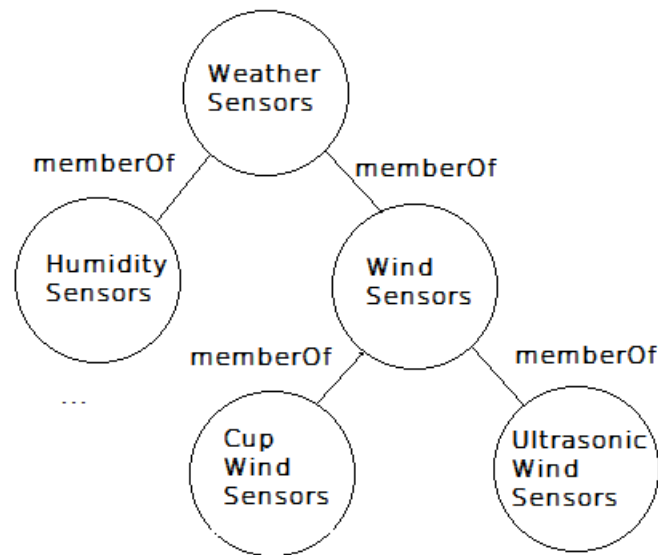 Weather
Sensors
memberOf
memberOf
Humidity
Sensors
Wind
Sensors
memberOf
memberOf
...
Cup
Wind
Sensors
Ultrasonic
Wind
Sensors